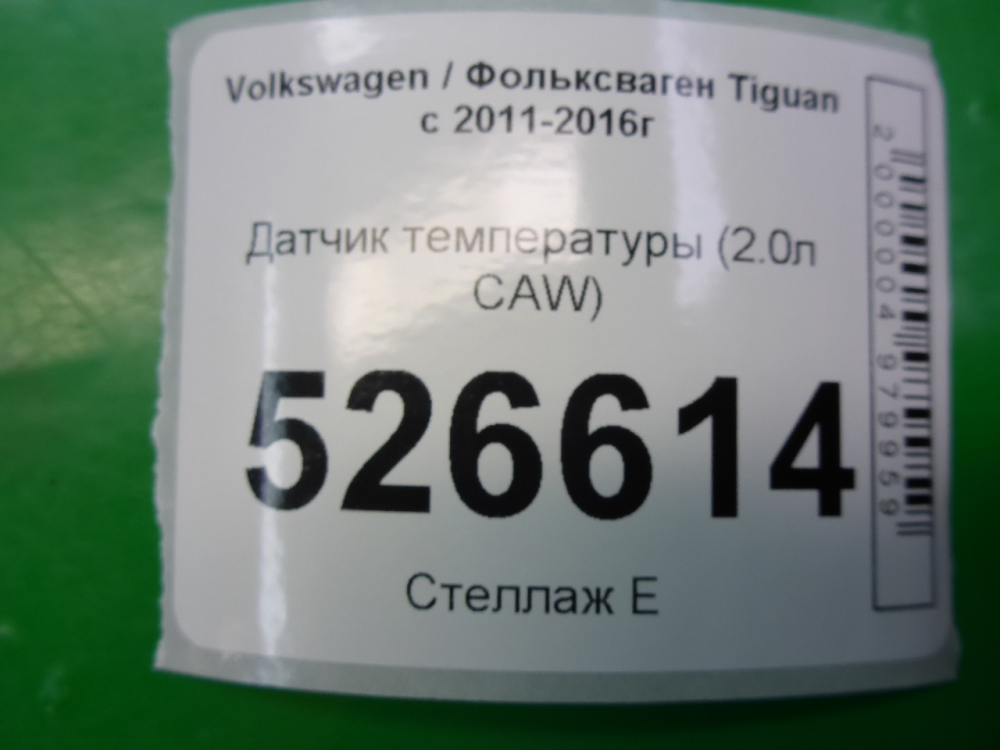 Volkswagen / Фольксваген Tiguan
с 2011-2016г
Датчик температуры (2.0л
CAW)
526614
Стеллаж Е
2000004979959